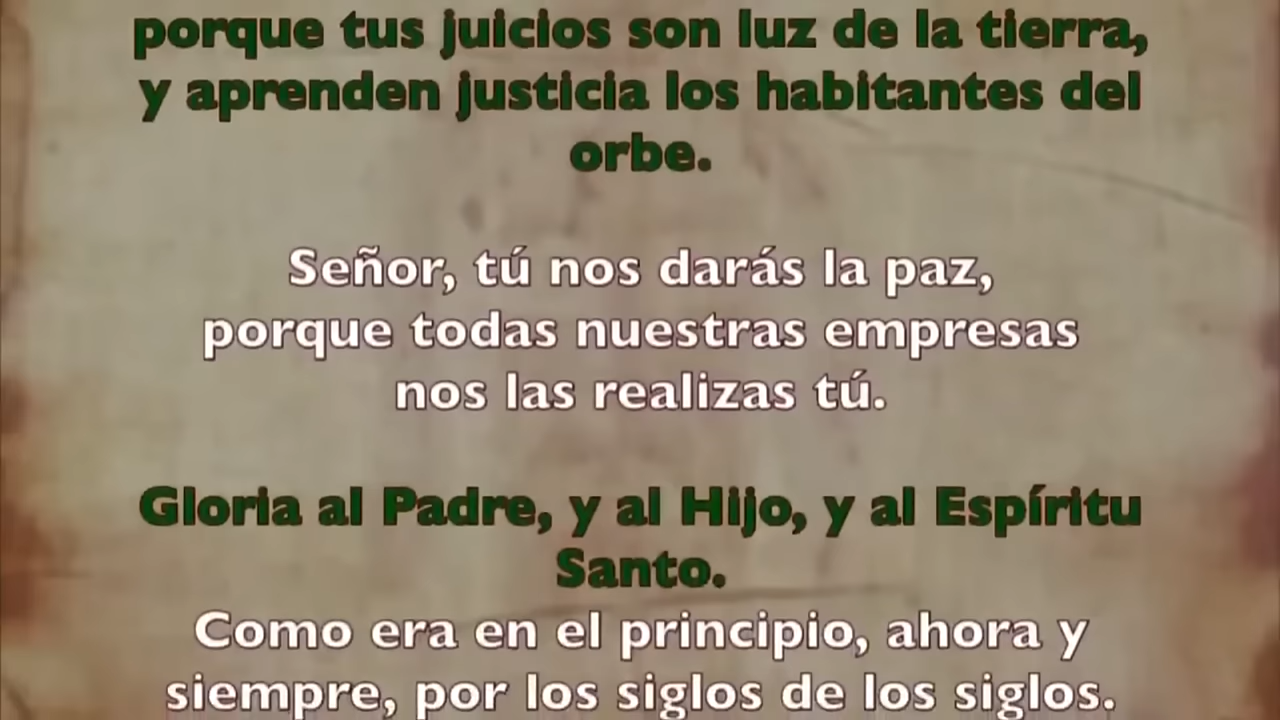 porque tus juicios son luz de la tierra,
y aprenden justicia los habitantes del
orbe.
Señor, tú nos darás la paz,
porque todas nuestras empresas
nos las realizas tú.
Gloria al Padre, y al Hijo, y al Espíritu
Santo.
Como era en el principio, ahora y
siempre, por los siglos de los siglos.